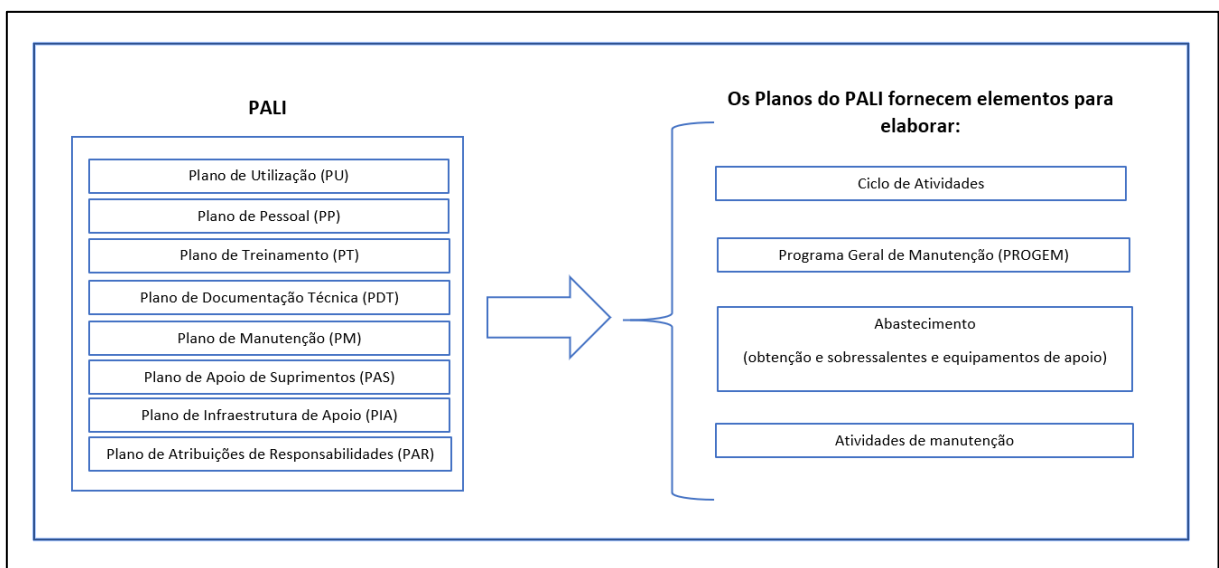 PALI
Plano de Utilização (PU)
Plano de Pessoal (PP)
Plano de Treinamento (PT)
Plano de Documentação Técnica (PDT)
Plano de Manutenção (PM)
Plano de Apoio de Suprimentos (PAS)
Plano de Infraestrutura de Apoio (PIA)
Plano de Atribuições de Responsabilidades (PAR)
Os Planos do PALI fornecem elementos para
elaborar:
Ciclo de Atividades
Programa Geral de Manutenção (PROGEM)
Abastecimento
(obtenção e sobressalentes e equipamentos de apoio)
Atividades de manutenção